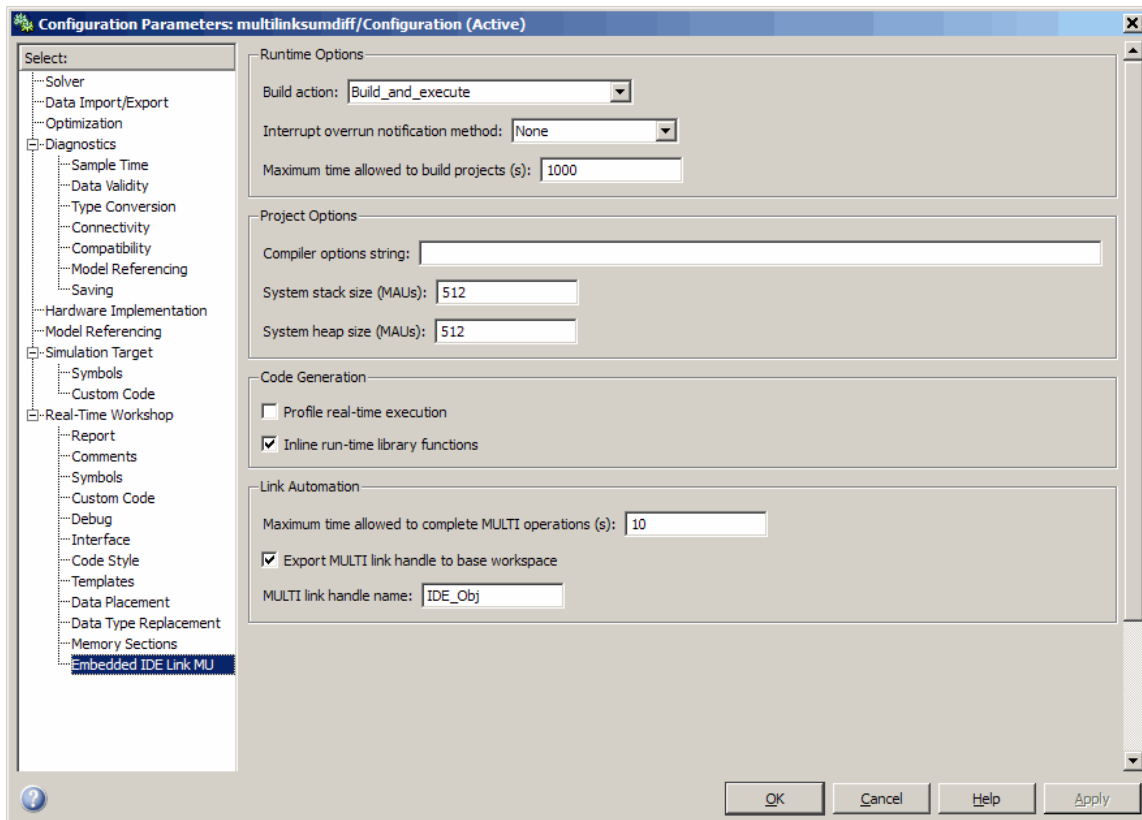 Configuration Parameters: multilinksumdiff/Configuration (Active)
Select:
Solver
Data Import/Export
Optimization
Diagnostics
Sample Time
Data Validity
Type Conversion
Connectivity
Compatibility
Model Referencing
Saving
Hardware Implementation
Model Referencing
Simulation Target
Symbols
Custom Code
Real-Time Workshop
Report
Comments
Symbols
Custom Code
Debug
Interface
Code Style
Templates
Data Placement
Data Type Replacement
Memory Sections
Embedded IDE Link MU
Runtime Options
Build action: Build_and_execute
Interrupt overrun notification method: None
Maximum time allowed to build projects (s): 1000
Project Options
Compiler options string:
System stack size (MAUs): 512
System heap size (MAUs): 512
Code Generation
Profile real-time execution
Inline run-time library functions
Link Automation
Maximum time allowed to complete MULTI operations (s): 10
Export MULTI link handle to base workspace
MULTI link handle name: IDE_Obj
OK Cancel Help Apply